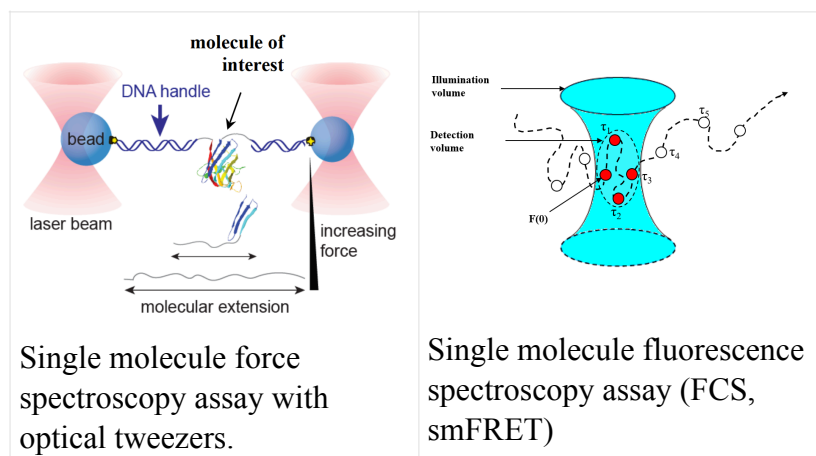 molecule of
interest
DNA handle
bead
laser beam
increasing
force
molecular extension
Single molecule force
spectroscopy assay with
optical tweezers.
Illumination
volume
Detection
volume
τ₁
τ₅
τ₄
τ₃
F(0)
τ₂
Single molecule fluorescence
spectroscopy assay (FCS,
smFRET)